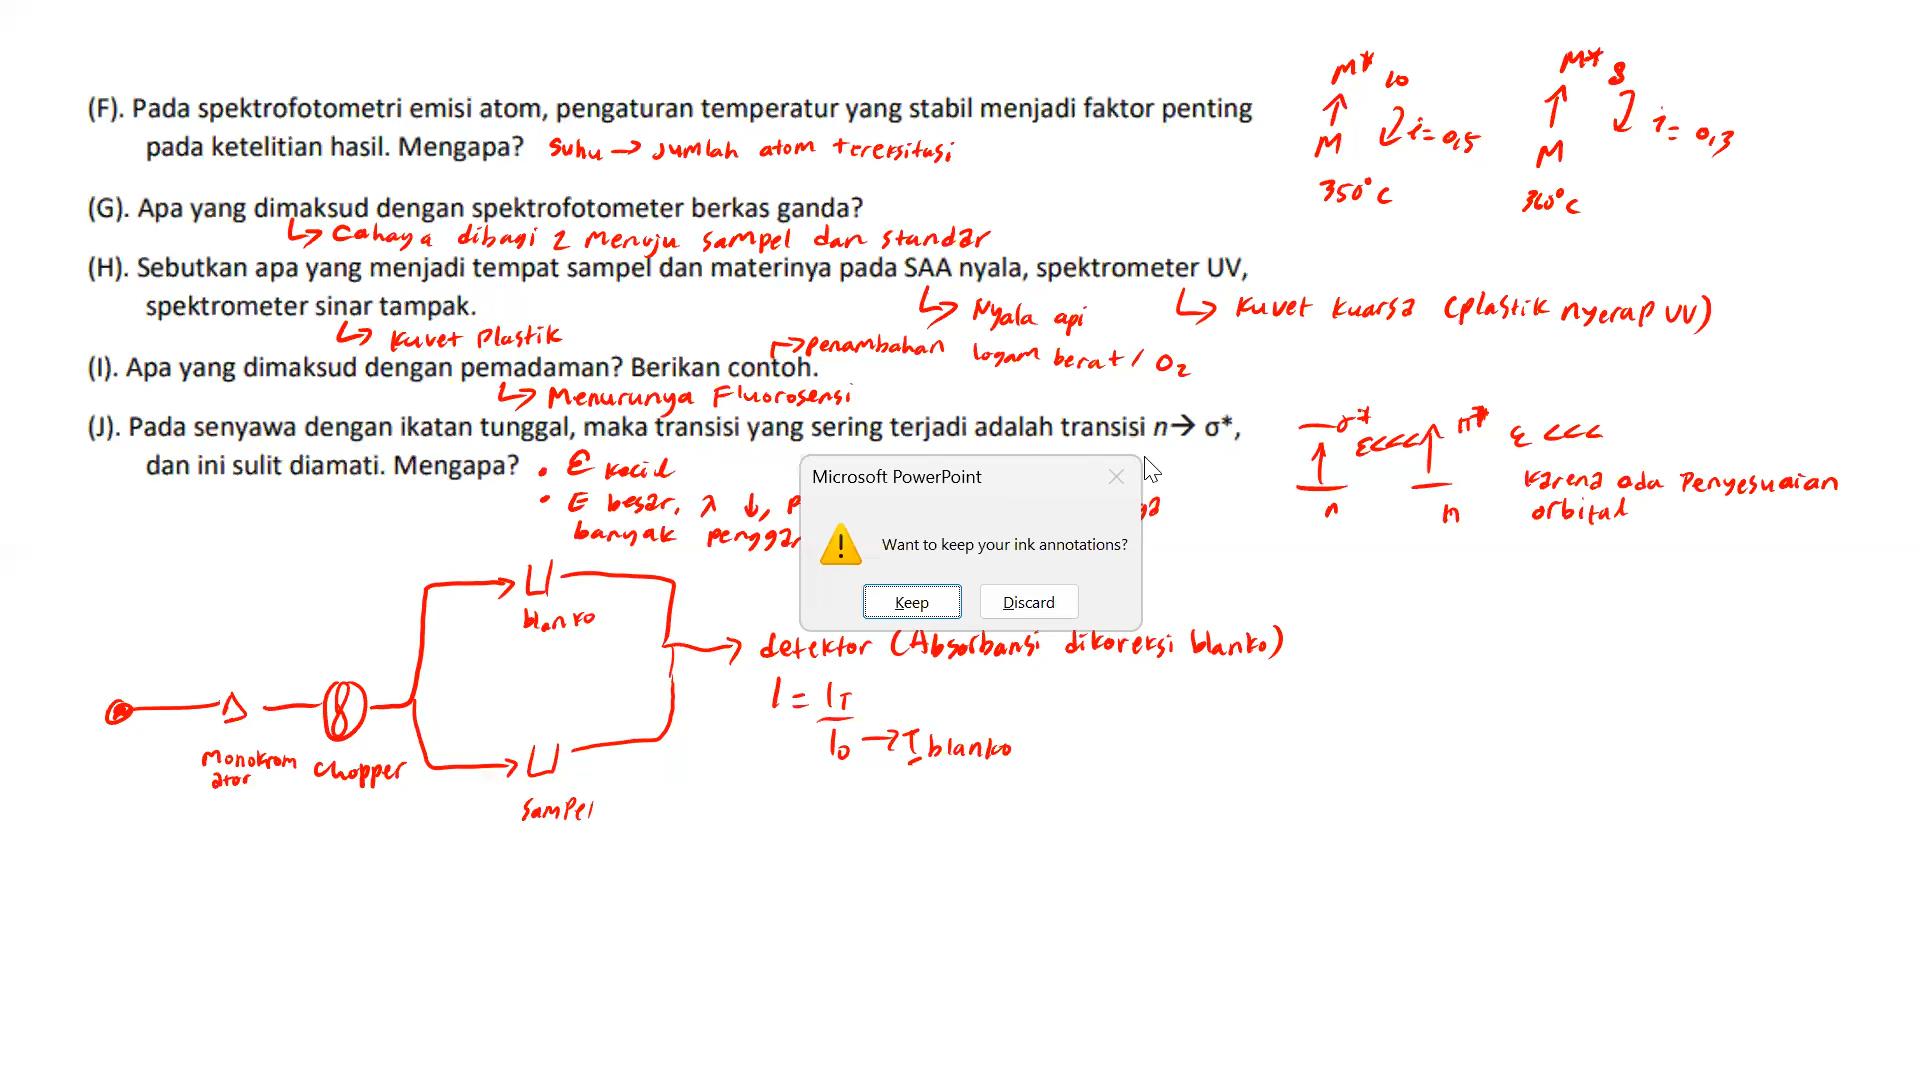 (F). Pada spektrofotometri emisi atom, pengaturan temperatur yang stabil menjadi faktor penting
pada ketelitian hasil. Mengapa? Suhu → Jumlah atom tereksitasi
M* 10
M
i=0,5
350°C
M* 8
M
i=0,3
360°C
(G). Apa yang dimaksud dengan spektrofotometer berkas ganda?
↳ Cahaya dibagi 2 Menuju sampel dan standar
(H). Sebutkan apa yang menjadi tempat sampel dan materinya pada SAA nyala, spektrometer UV,
spektrometer sinar tampak.
↳ Nyala api
↳ Kuvet Kuarsa (plastik nyerap UV)
↳ Kuvet Plastik
(I). Apa yang dimaksud dengan pemadaman? Berikan contoh.
penambahan logam berat / O2
↳ Menurunya Fluorosensi
(J). Pada senyawa dengan ikatan tunggal, maka transisi yang sering terjadi adalah transisi n→ σ*,
dan ini sulit diamati. Mengapa? • ε kecil
• E besar, λ ↓,
banyak
σ*
ε<<<
π*
ε <<<
n
n
Karena ada Penyesuaian
orbital
Microsoft PowerPoint
Want to keep your ink annotations?
Keep
Discard
blanko
detektor (Absorbansi dikoreksi blanko)
I = IT
I0 → I blanko
Monokrom
ator
Chopper
Sampel